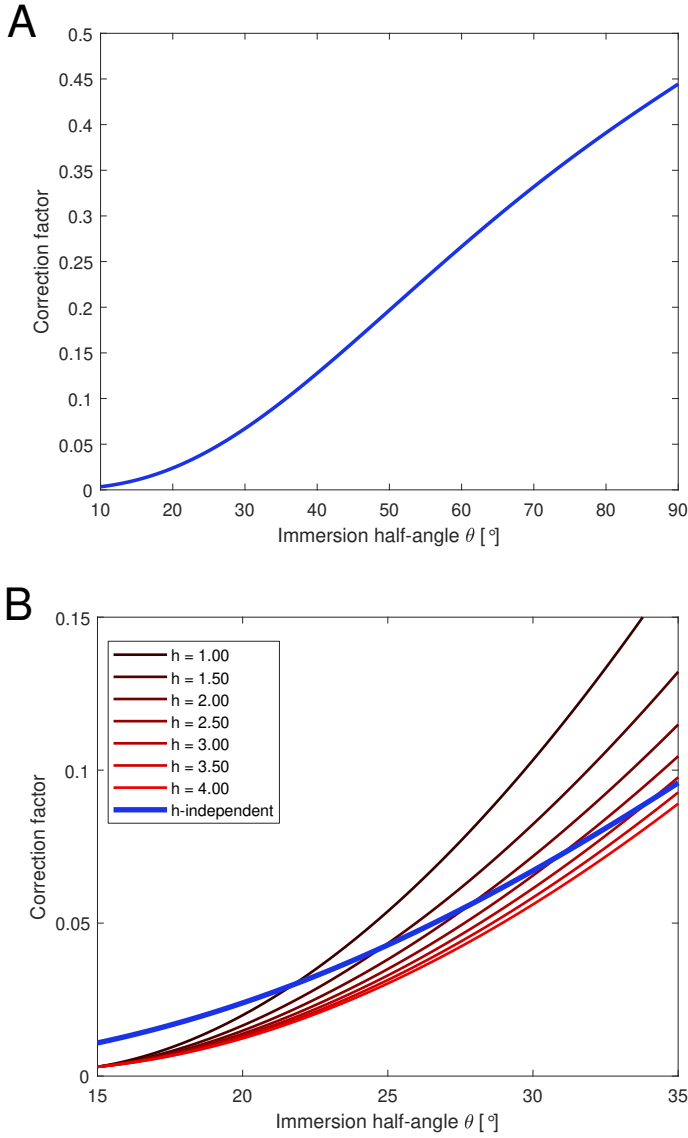 A
0.5
0.45
0.4
0.35
0.3
0.25
0.2
0.15
0.1
0.05
0
Correction factor
10 20 30 40 50 60 70 80 90
Immersion half-angle θ [°]
B
0.15
0.1
0.05
0
Correction factor
h = 1.00
h = 1.50
h = 2.00
h = 2.50
h = 3.00
h = 3.50
h = 4.00
h-independent
15 20 25 30 35
Immersion half-angle θ [°]